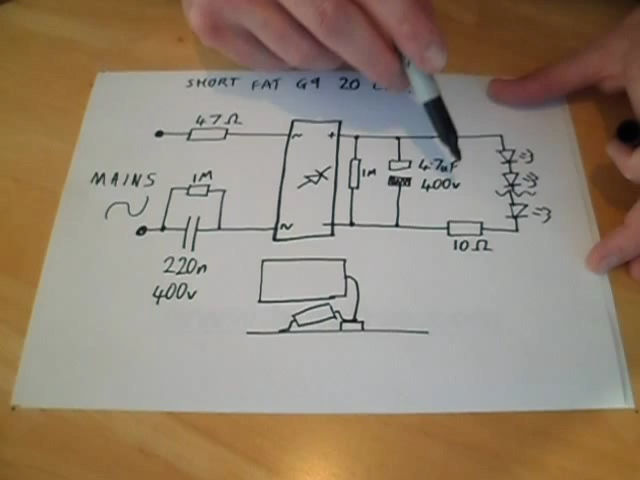 SHORT FAT G9 20
47Ω
~ +
MAINS
1M
1M
4.7uF
400v
~ -
10Ω
220n
400v